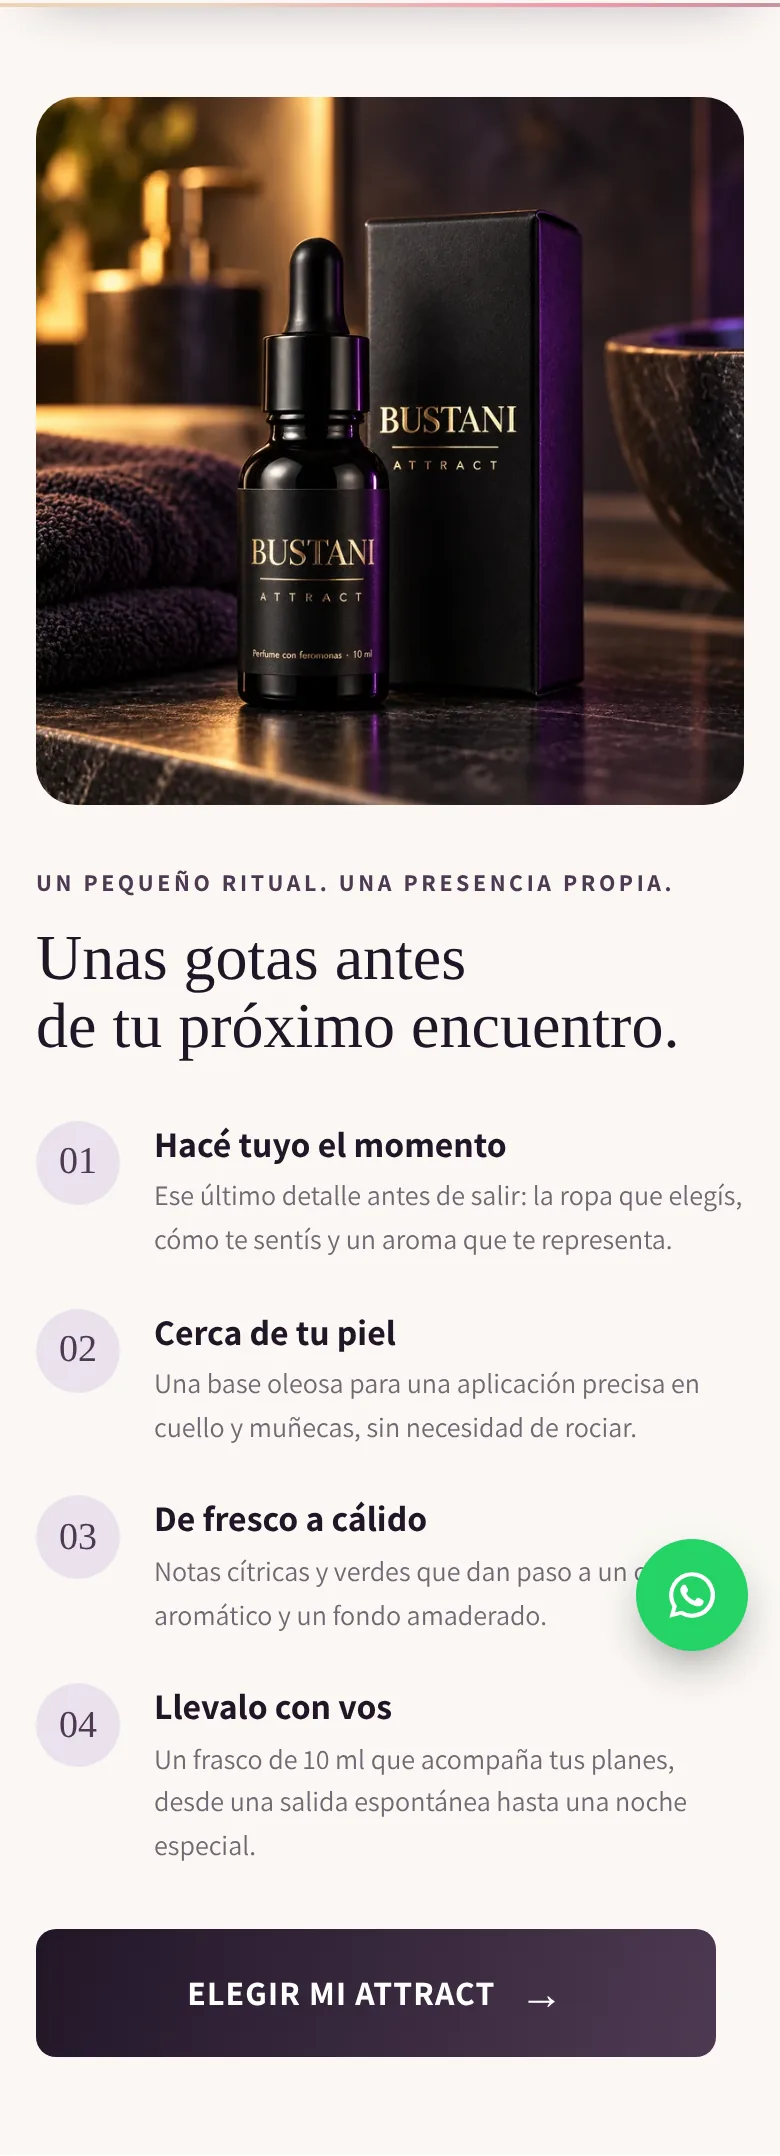 BUSTANI
ATTRACT
BUSTANI
ATTRACT
Perfume con feromonas · 10 ml
UN PEQUEÑO RITUAL. UNA PRESENCIA PROPIA.
Unas gotas antes
de tu próximo encuentro.
01
Hacé tuyo el momento
Ese último detalle antes de salir: la ropa que elegís,
cómo te sentís y un aroma que te representa.
02
Cerca de tu piel
Una base oleosa para una aplicación precisa en
cuello y muñecas, sin necesidad de rociar.
03
De fresco a cálido
Notas cítricas y verdes que dan paso a un
aromático y un fondo amaderado.
04
Llevalo con vos
Un frasco de 10 ml que acompaña tus planes,
desde una salida espontánea hasta una noche
especial.
ELEGIR MI ATTRACT →